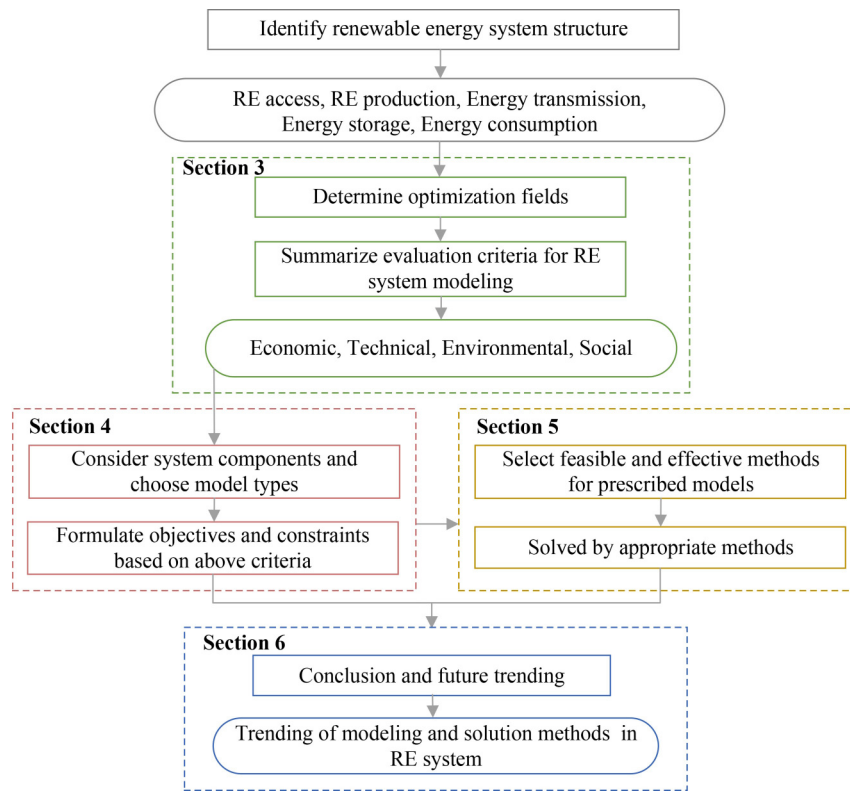 Identify renewable energy system structure
RE access, RE production, Energy transmission,
Energy storage, Energy consumption
Section 3
Determine optimization fields
Summarize evaluation criteria for RE
system modeling
Economic, Technical, Environmental, Social
Section 4
Consider system components and
choose model types
Formulate objectives and constraints
based on above criteria
Section 5
Select feasible and effective methods
for prescribed models
Solved by appropriate methods
Section 6
Conclusion and future trending
Trending of modeling and solution methods in
RE system